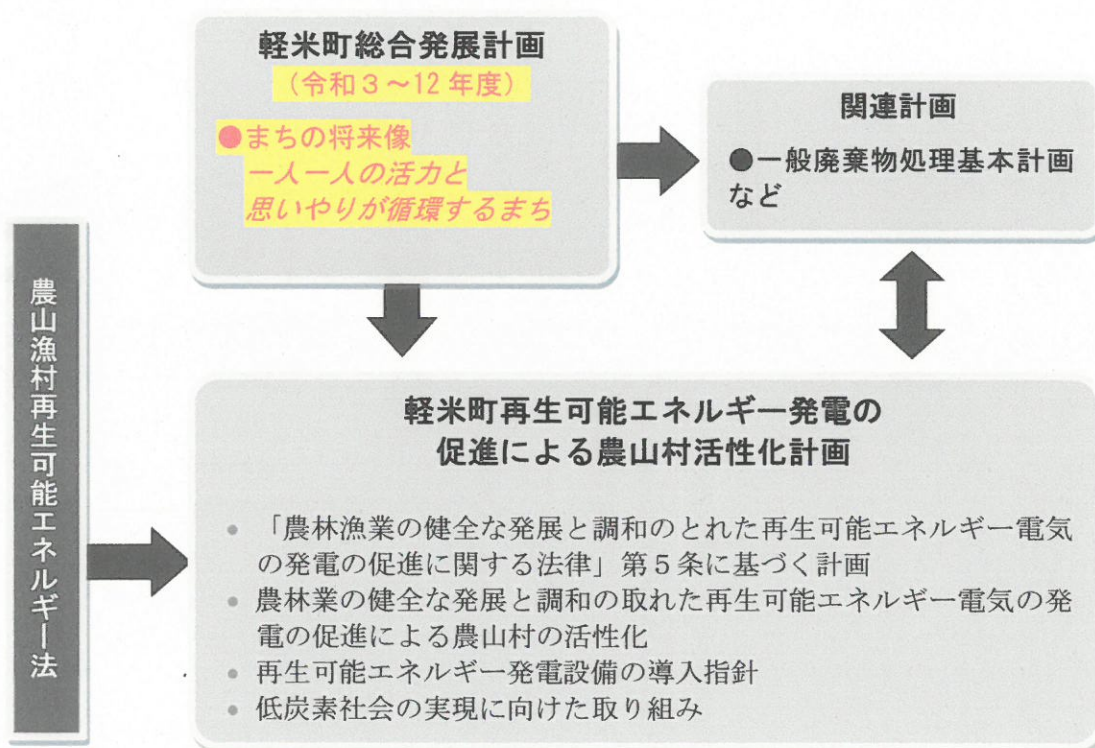 軽米町総合発展計画
（令和３～12年度）
●まちの将来像
一人一人の活力と
思いやりが循環するまち
関連計画
●一般廃棄物処理基本計画
など
農山漁村再生可能エネルギー法
軽米町再生可能エネルギー発電の
促進による農山村活性化計画
• 「農林漁業の健全な発展と調和のとれた再生可能エネルギー電気
の発電の促進に関する法律」第５条に基づく計画
• 農林業の健全な発展と調和の取れた再生可能エネルギー電気の発
電の促進による農山村の活性化
• 再生可能エネルギー発電設備の導入指針
• 低炭素社会の実現に向けた取り組み